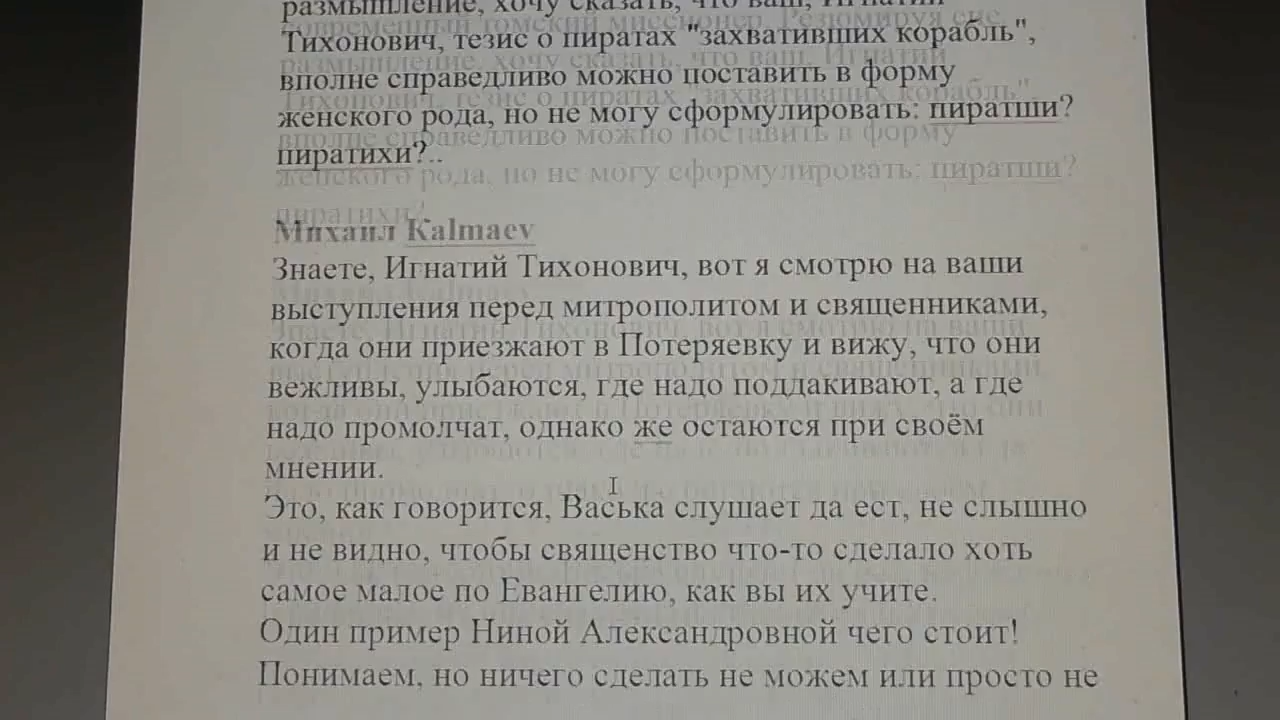 размышление, хочу сказать, что ваш, Игнатий
Тихонович, тезис о пиратах "захвативших корабль",
вполне справедливо можно поставить в форму
женского рода, но не могу сформулировать: пиратши?
пиратихи?..
Михаил Kalmaev
Знаете, Игнатий Тихонович, вот я смотрю на ваши
выступления перед митрополитом и священниками,
когда они приезжают в Потеряевку и вижу, что они
вежливы, улыбаются, где надо поддакивают, а где
надо промолчат, однако же остаются при своём
мнении.
Это, как говорится, Васька слушает да ест, не слышно
и не видно, чтобы священство что-то сделало хоть
самое малое по Евангелию, как вы их учите.
Один пример Ниной Александровной чего стоит!
Понимаем, но ничего сделать не можем или просто не